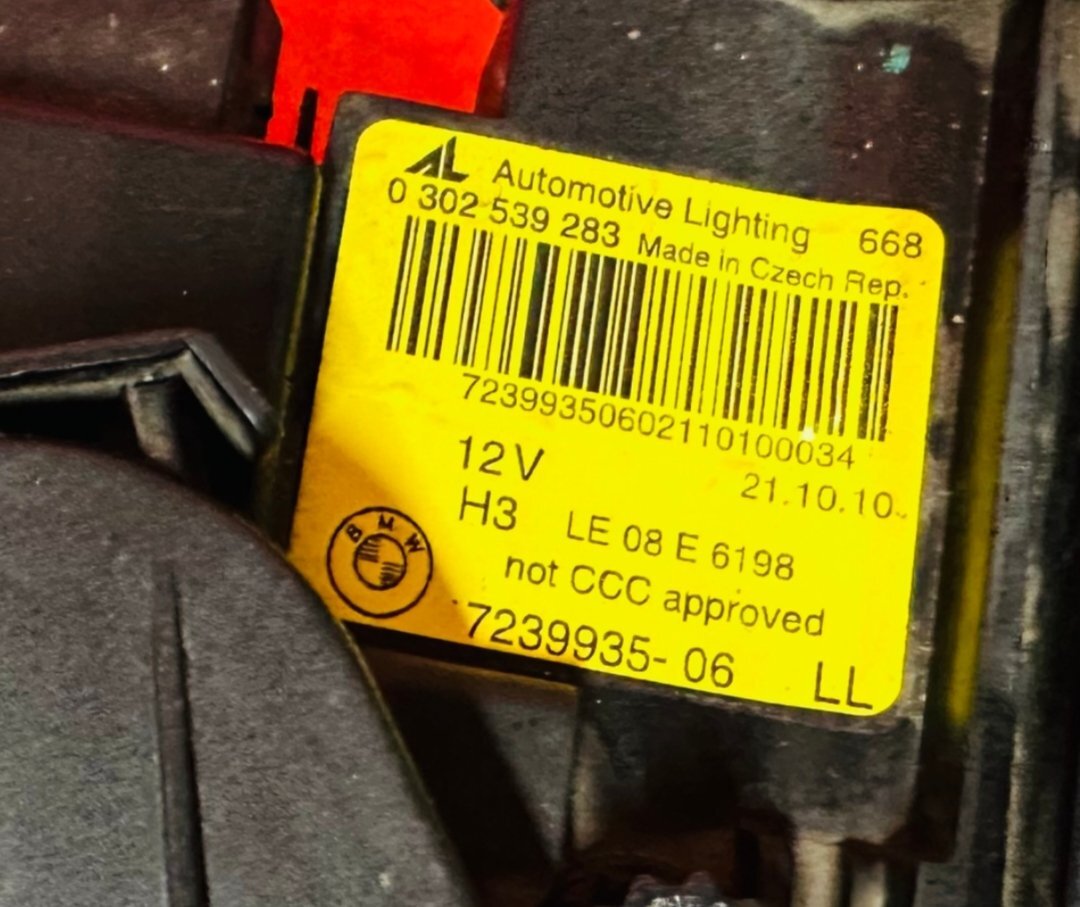 AL Automotive Lighting 668
0 302 539 283 Made in Czech Rep.
72399350602110100034
12V 21.10.10
H3 LE 08 E 6198
BMW not CCC approved
7239935-06 LL